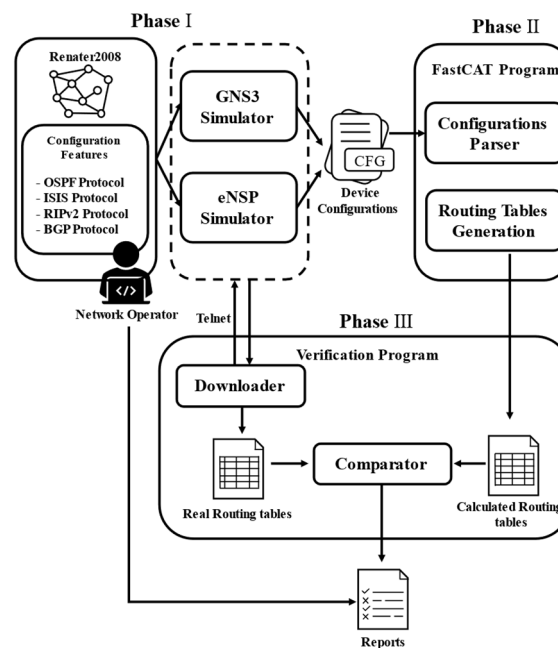 Phase Ⅰ
Phase Ⅱ
Renater2008
Configuration
Features
- OSPF Protocol
- ISIS Protocol
- RIPv2 Protocol
- BGP Protocol
Network Operator
GNS3
Simulator
eNSP
Simulator
CFG
Device
Configurations
FastCAT Program
Configurations
Parser
Routing Tables
Generation
Telnet
Phase Ⅲ
Verification Program
Downloader
Comparator
Real Routing tables
Calculated Routing
tables
Reports